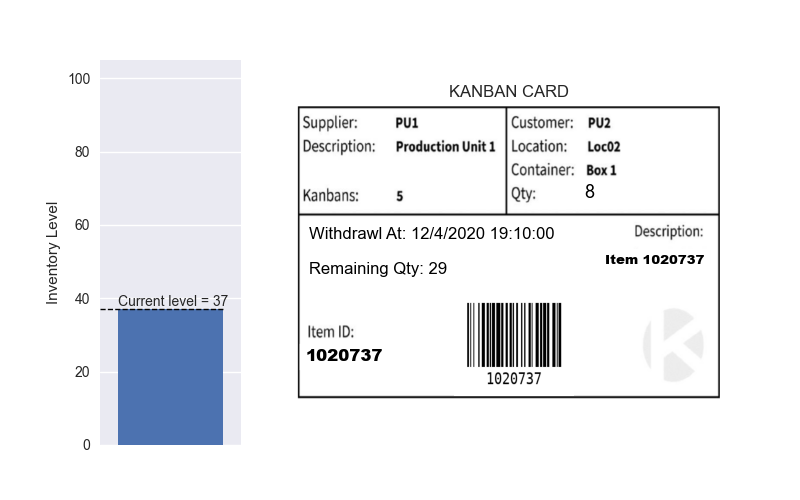 100
80
60
40
20
0
Inventory Level
Current level = 37
KANBAN CARD
Supplier: PU1
Description: Production Unit 1
Kanbans: 5
Customer: PU2
Location: Loc02
Container: Box 1
Qty: 8
Withdrawl At: 12/4/2020 19:10:00
Remaining Qty: 29
Description:
Item 1020737
Item ID:
1020737
1020737